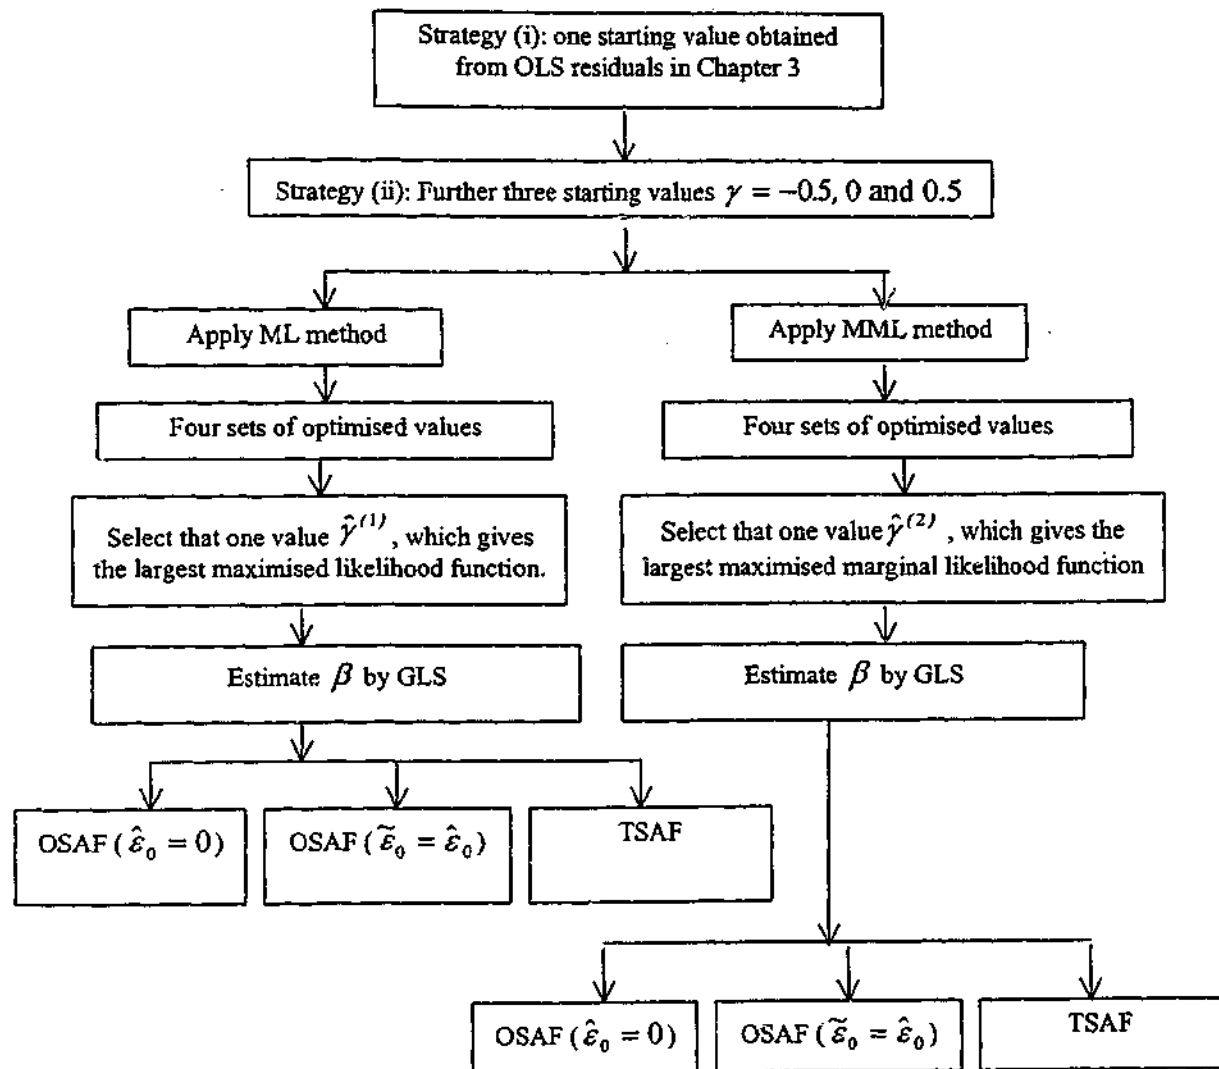 Strategy (i): one starting value obtained
from OLS residuals in Chapter 3
Strategy (ii): Further three starting values γ = −0.5, 0 and 0.5
Apply ML method
Apply MML method
Four sets of optimised values
Four sets of optimised values
Select that one value γ̂⁽¹⁾, which gives
the largest maximised likelihood function.
Select that one value γ̂⁽²⁾, which gives the
largest maximised marginal likelihood function
Estimate β by GLS
Estimate β by GLS
OSAF (ε̂₀ = 0)
OSAF (ε̃₀ = ε̂₀)
TSAF
OSAF (ε̂₀ = 0)
OSAF (ε̃₀ = ε̂₀)
TSAF